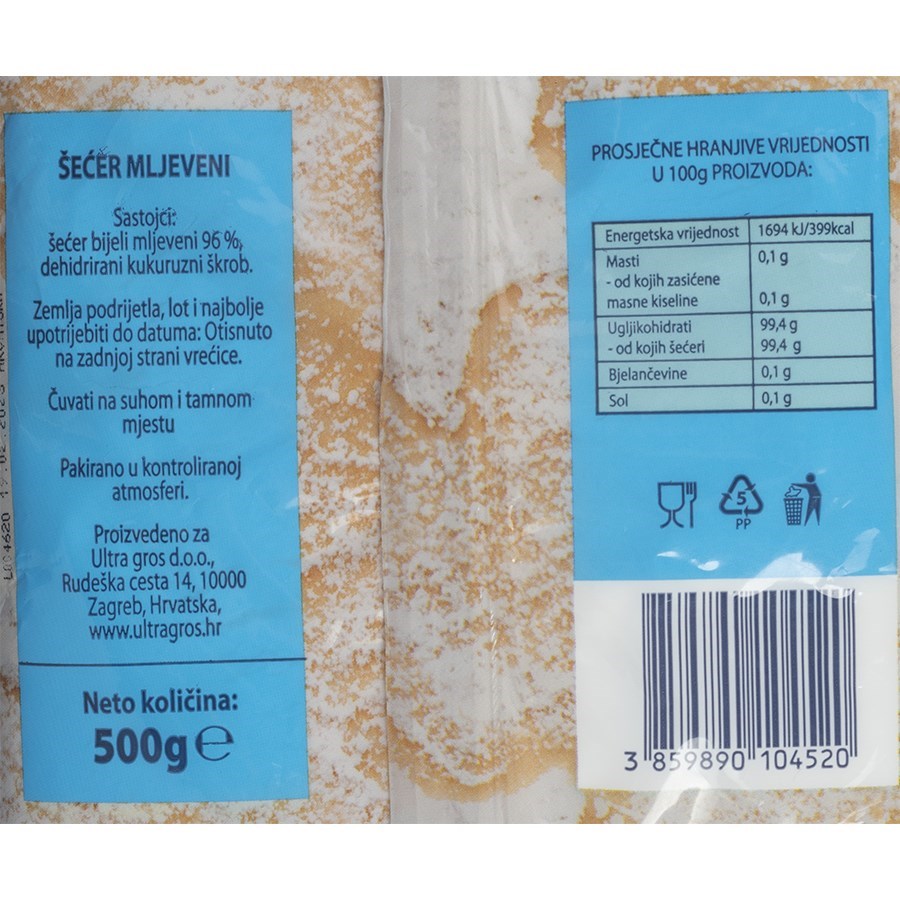 ŠEĆER MLJEVENI
Sastojci:
šećer bijeli mljeveni 96 %,
dehidrirani kukuruzni škrob.
Zemlja podrijetla, lot i najbolje
upotrijebiti do datuma: Otisnuto
na zadnjoj strani vrećice.
Čuvati na suhom i tamnom
mjestu
Pakirano u kontroliranoj
atmosferi.
Proizvedeno za
Ultra gros d.o.o.,
Rudeška cesta 14, 10000
Zagreb, Hrvatska,
www.ultragros.hr
Neto količina:
500g ℮
PROSJEČNE HRANJIVE VRIJEDNOSTI
U 100g PROIZVODA:
Energetska vrijednost 1694 kJ/399kcal
Masti 0,1 g
- od kojih zasićene
masne kiseline 0,1 g
Ugljikohidrati 99,4 g
- od kojih šećeri 99,4 g
Bjelančevine 0,1 g
Sol 0,1 g
5
PP
3 859890 104520